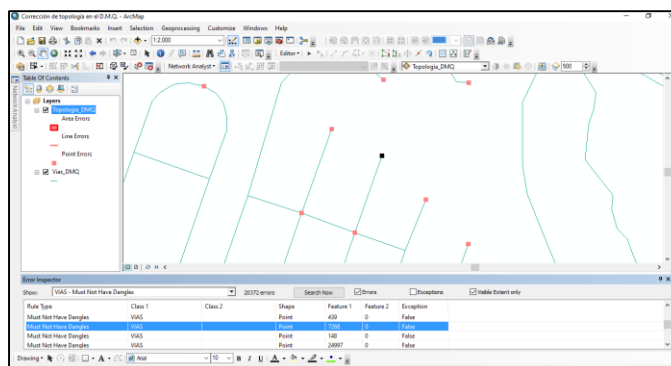 Corrección de topología en el D.M.Q. - ArcMap
File Edit View Bookmarks Insert Selection Geoprocessing Customize Windows Help
1:2.000
Network Analyst Editor Topologia_DMQ 500
Table Of Contents
Layers
Topologia_DMQ
Area Errors
Line Errors
Point Errors
Vias_DMQ
Network Analyst
Error Inspector
Show: VIAS - Must Not Have Dangles 20372 errors Search Now Errors Exceptions Visible Extent only
Rule Type Class 1 Class 2 Shape Feature 1 Feature 2 Exception
Must Not Have Dangles VIAS Point 439 0 False
Must Not Have Dangles VIAS Point 7268 0 False
Must Not Have Dangles VIAS Point 148 0 False
Must Not Have Dangles VIAS Point 24997 0 False
Drawing Arial 10 B I U A